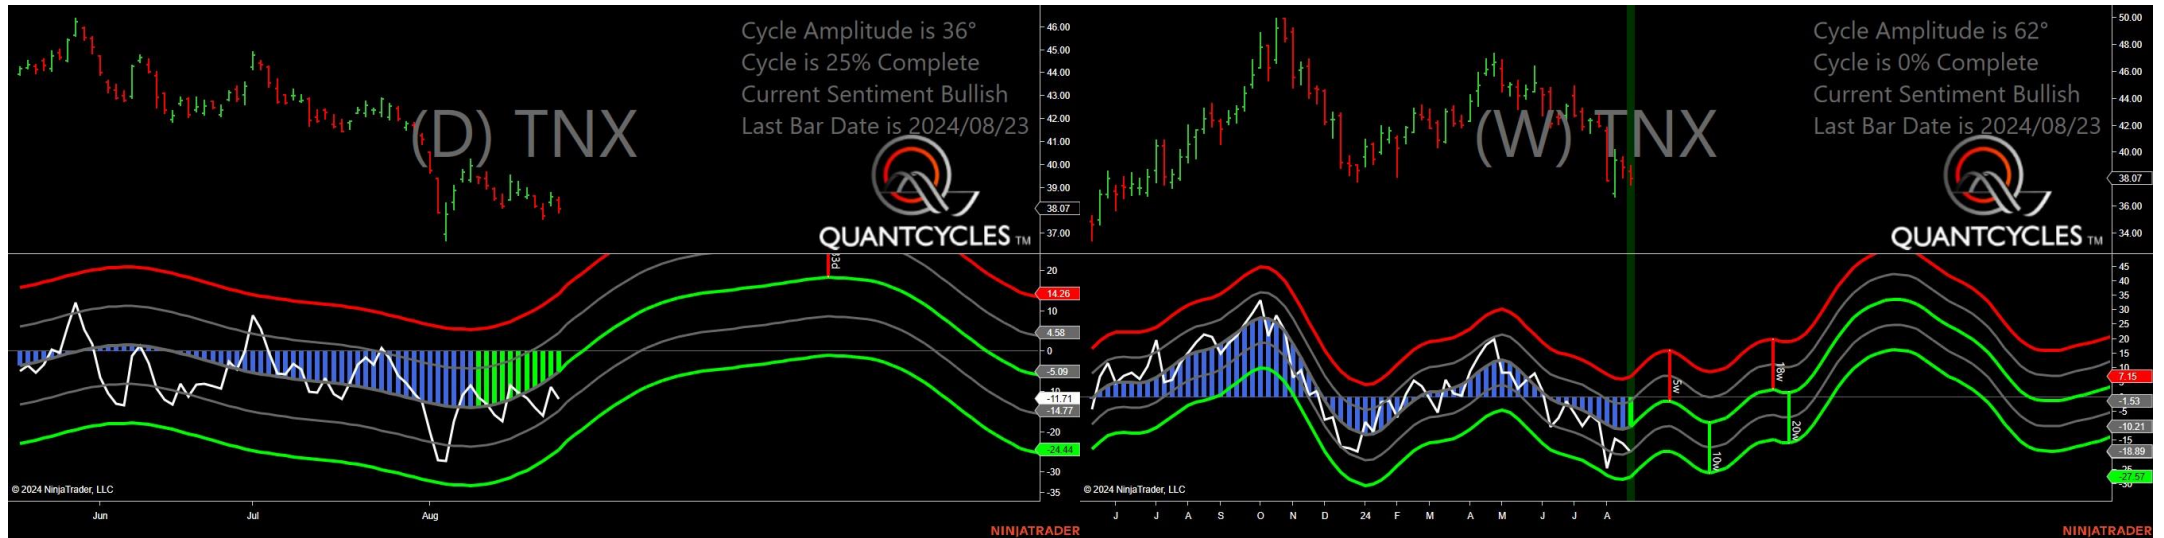 Cycle Amplitude is 36°
Cycle is 25% Complete
Current Sentiment Bullish
Last Bar Date is 2024/08/23
(D) TNX
QUANTCYCLES TM
46.00
45.00
44.00
43.00
42.00
41.00
40.00
39.00
38.07
37.00
33d
20
14.26
10
4.58
0
-5.09
-11.71
-14.77
-20
-24.44
-30
-35
© 2024 NinjaTrader, LLC
Jun Jul Aug
NINJATRADER
Cycle Amplitude is 62°
Cycle is 0% Complete
Current Sentiment Bullish
Last Bar Date is 2024/08/23
(W) TNX
QUANTCYCLES TM
50.00
48.00
46.00
44.00
42.00
40.00
38.07
36.00
34.00
45
40
35
30
25
20
15
10
7.15
-1.53
-5
-10.21
-15
-18.89
-27.57
5w
10w
18w
20w
© 2024 NinjaTrader, LLC
J J A S O N D 24 F M A M J J A
NINJATRADER